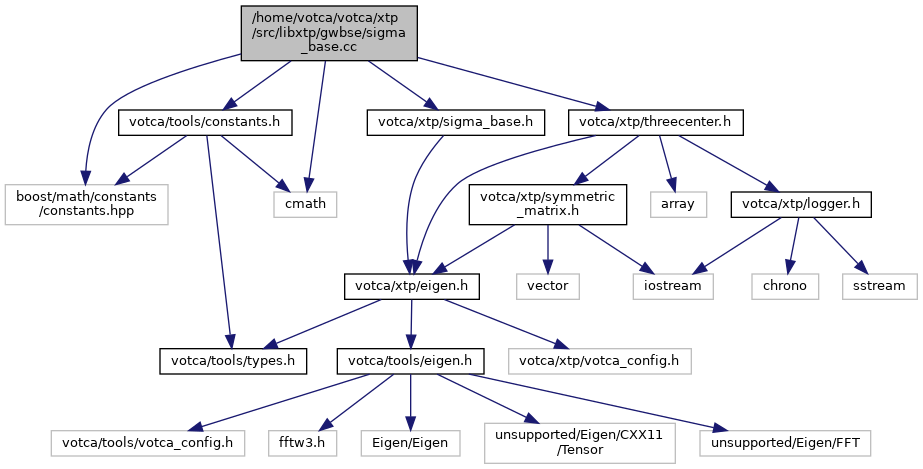 /home/votca/votca/xtp
/src/libxtp/gwbse/sigma
_base.cc
votca/tools/constants.h
votca/xtp/sigma_base.h
votca/xtp/threecenter.h
boost/math/constants
/constants.hpp
cmath
votca/xtp/symmetric
_matrix.h
array
votca/xtp/logger.h
votca/xtp/eigen.h
vector
iostream
chrono
sstream
votca/tools/types.h
votca/tools/eigen.h
votca/xtp/votca_config.h
votca/tools/votca_config.h
fftw3.h
Eigen/Eigen
unsupported/Eigen/CXX11
/Tensor
unsupported/Eigen/FFT